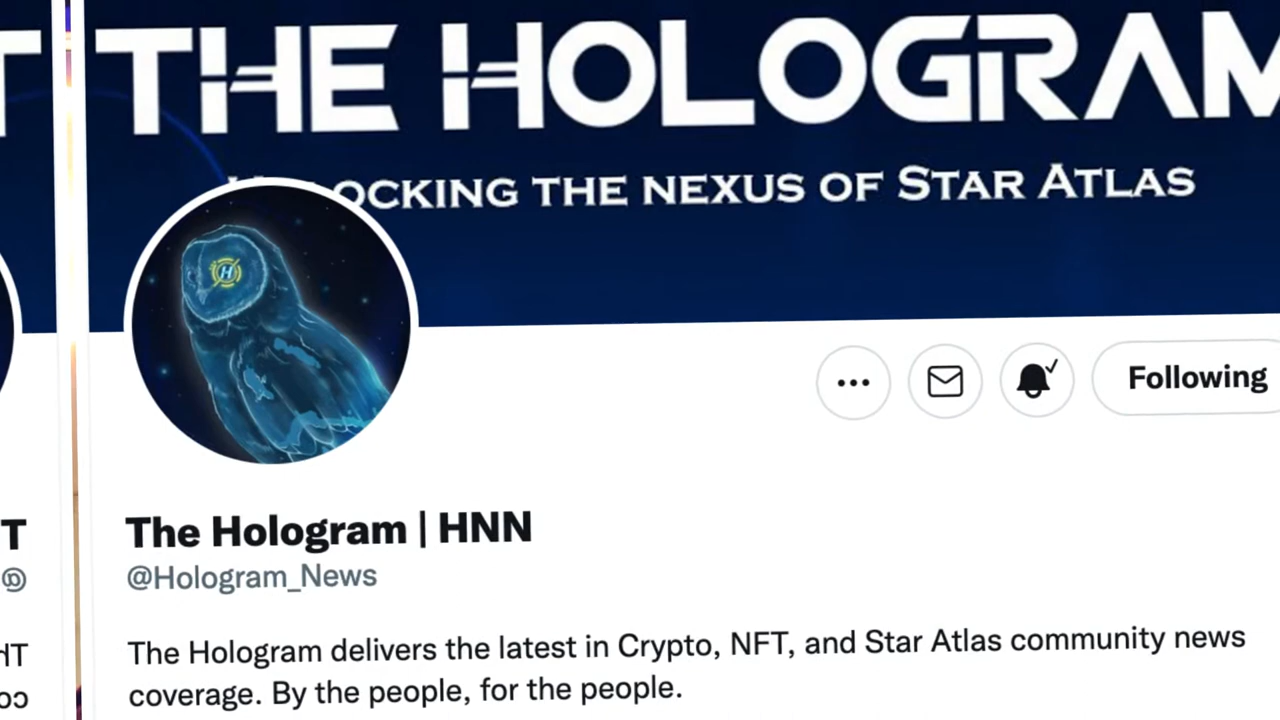 THE HOLOGRAM
OCKING THE NEXUS OF STAR ATLAS
H
Following
The Hologram | HNN
@Hologram_News
The Hologram delivers the latest in Crypto, NFT, and Star Atlas community news
coverage. By the people, for the people.